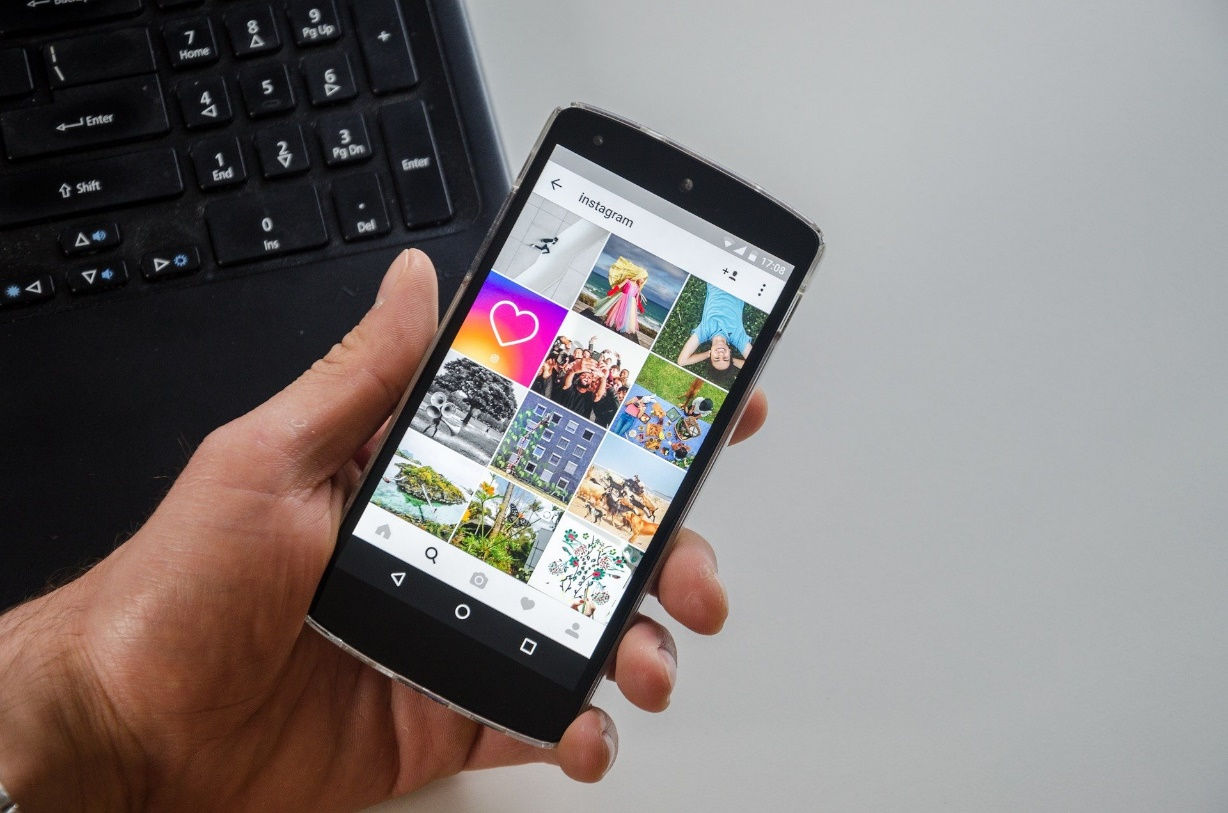 Backspace
7
Home
8
9
Pg Up
+
|
\
4
5
6
Enter
1
End
2
3
Pg Dn
Enter
Shift
0
Ins
.
Del
17:08
instagram